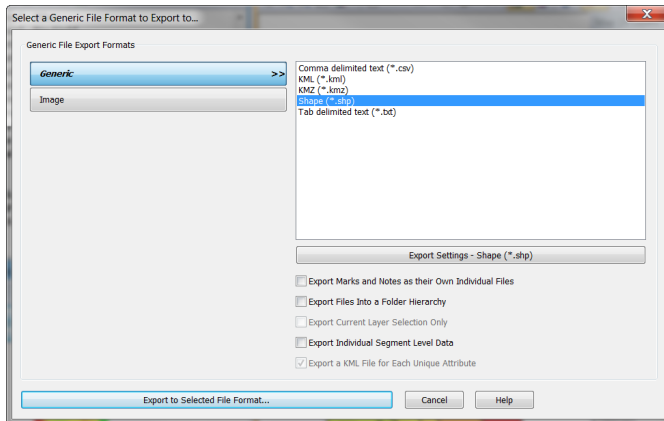 Select a Generic File Format to Export to...
Generic File Export Formats
Generic >>
Image
Comma delimited text (*.csv)
KML (*.kml)
KMZ (*.kmz)
Shape (*.shp)
Tab delimited text (*.txt)
Export Settings - Shape (*.shp)
Export Marks and Notes as their Own Individual Files
Export Files Into a Folder Hierarchy
Export Current Layer Selection Only
Export Individual Segment Level Data
Export a KML File for Each Unique Attribute
Export to Selected File Format...
Cancel
Help